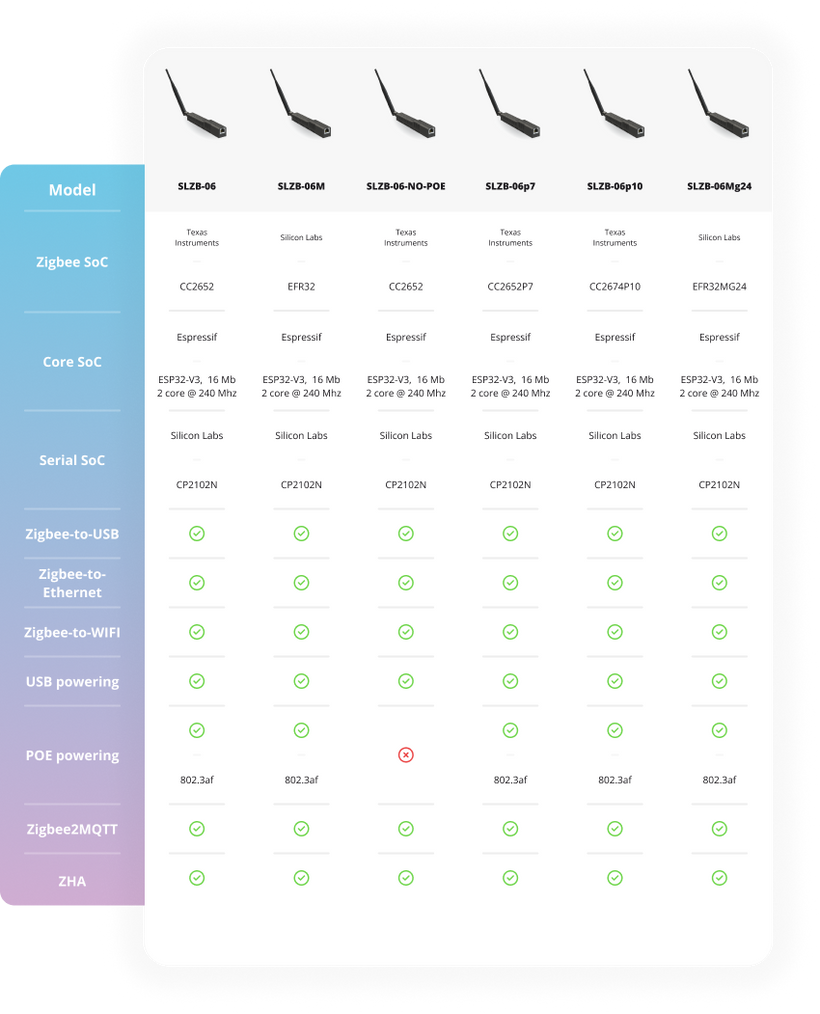 Model
SLZB-06 SLZB-06M SLZB-06-NO-POE SLZB-06p7 SLZB-06p10 SLZB-06Mg24
Zigbee SoC
Texas Silicon Labs Texas Texas Texas Silicon Labs
Instruments Instruments Instruments Instruments
CC2652 EFR32 CC2652 CC2652P7 CC2674P10 EFR32MG24
Core SoC
Espressif Espressif Espressif Espressif Espressif Espressif
ESP32-V3, 16 Mb ESP32-V3, 16 Mb ESP32-V3, 16 Mb ESP32-V3, 16 Mb ESP32-V3, 16 Mb ESP32-V3, 16 Mb
2 core @ 240 Mhz 2 core @ 240 Mhz 2 core @ 240 Mhz 2 core @ 240 Mhz 2 core @ 240 Mhz 2 core @ 240 Mhz
Serial SoC
Silicon Labs Silicon Labs Silicon Labs Silicon Labs Silicon Labs Silicon Labs
CP2102N CP2102N CP2102N CP2102N CP2102N CP2102N
Zigbee-to-USB
Zigbee-to-
Ethernet
Zigbee-to-WIFI
USB powering
POE powering
802.3af 802.3af 802.3af 802.3af 802.3af
Zigbee2MQTT
ZHA